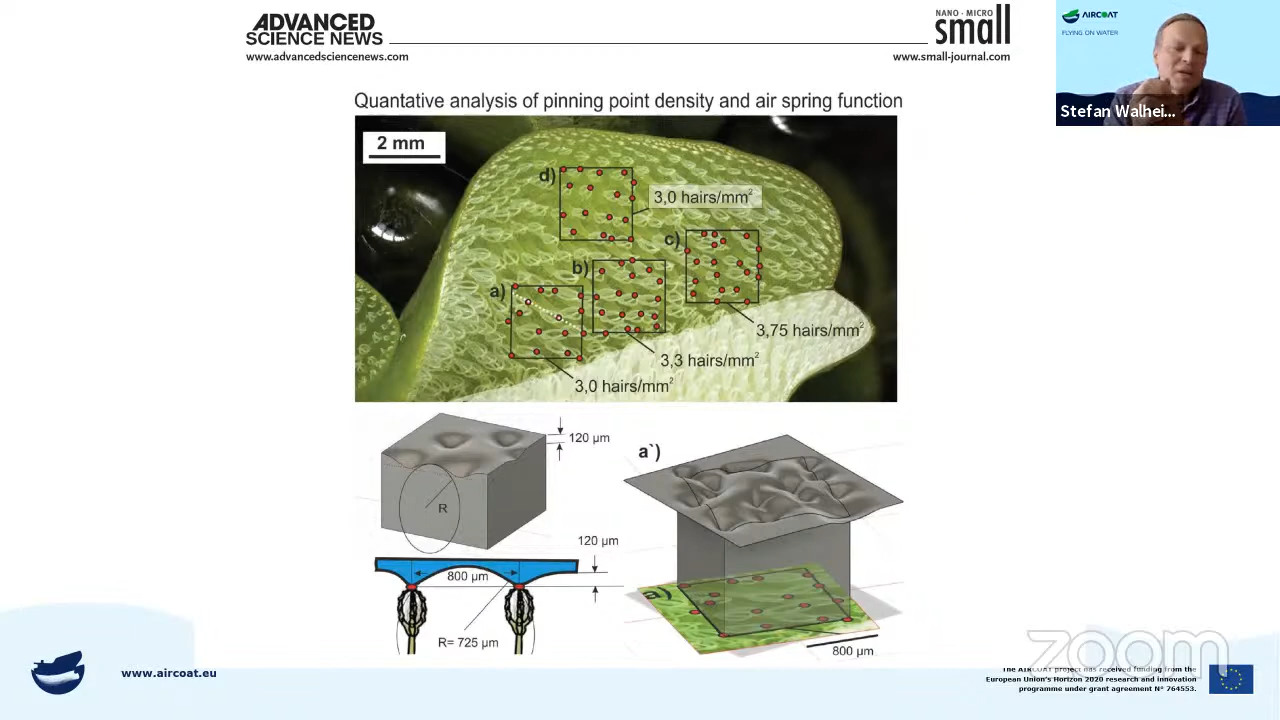 ADVANCED
SCIENCE NEWS
www.advancedsciencenews.com
NANO - MICRO
small
www.small-journal.com
AIRCOAT
FLYING ON WATER
Stefan Walhei...
Quantative analysis of pinning point density and air spring function
2 mm
d)
3,0 hairs/mm²
c)
b)
a)
3,75 hairs/mm²
3,3 hairs/mm²
3,0 hairs/mm²
120 µm
R
a`)
120 µm
800 µm
R= 725 µm
a)
800 µm
zoom
www.aircoat.eu
The AIRCOAT project has received funding from the
European Union's Horizon 2020 research and innovation
programme under grant agreement N° 764553.